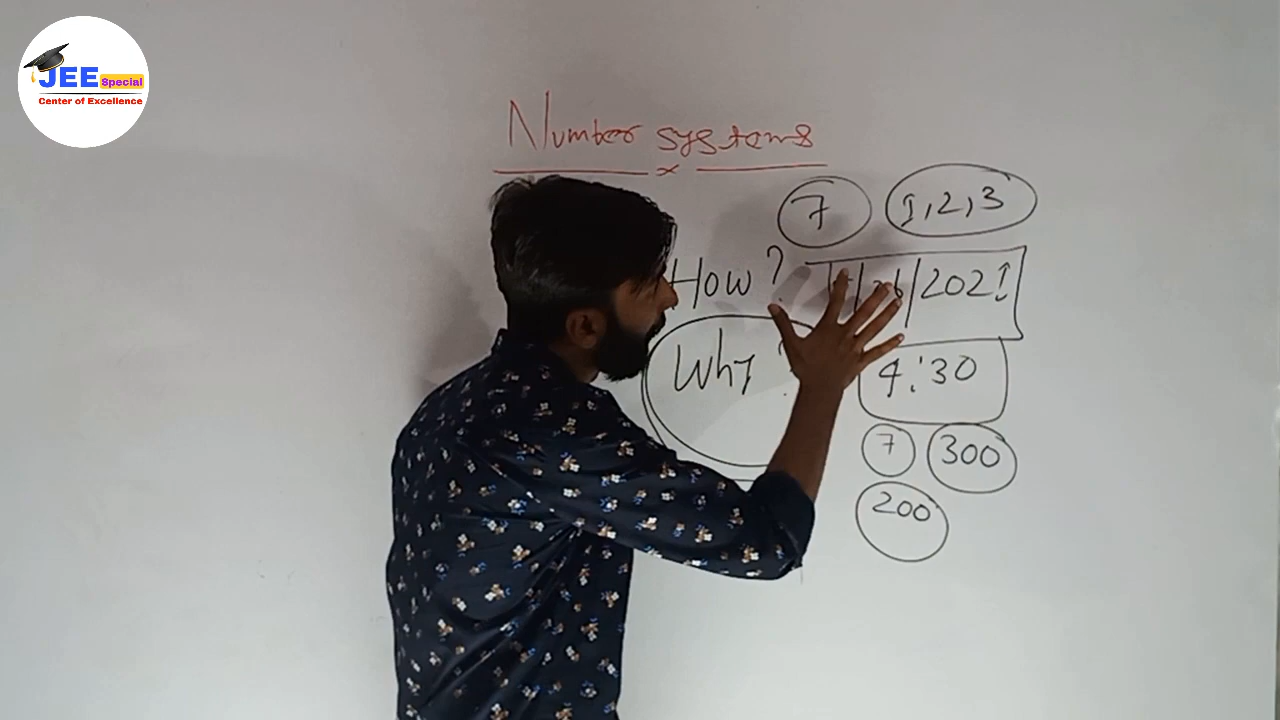 JEE Special
Center of Excellence
Number systems
7 1, 2, 3
How ? /2021
Why ? 4:30
7 300
200